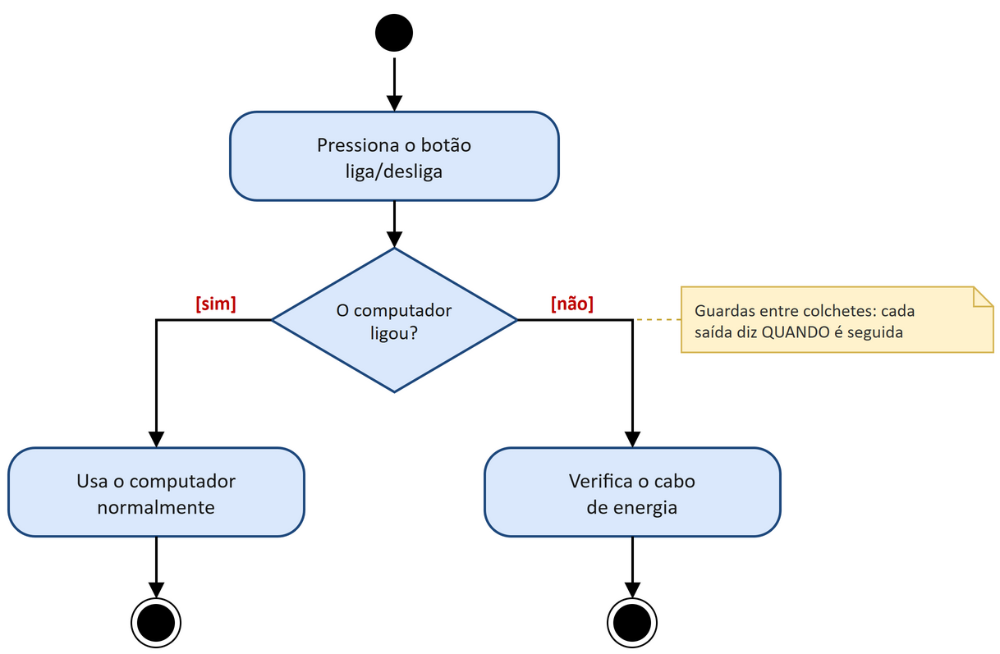 Pressiona o botão
liga/desliga
[sim]
O computador
ligou?
[não]
Guardas entre colchetes: cada
saída diz QUANDO é seguida
Usa o computador
normalmente
Verifica o cabo
de energia